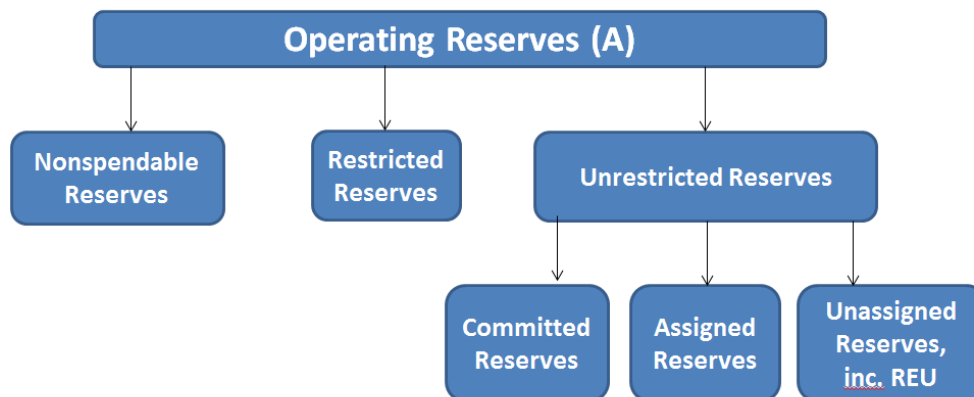 Operating Reserves (A)
Nonspendable
Reserves
Restricted
Reserves
Unrestricted Reserves
Committed
Reserves
Assigned
Reserves
Unassigned
Reserves,
inc. REU